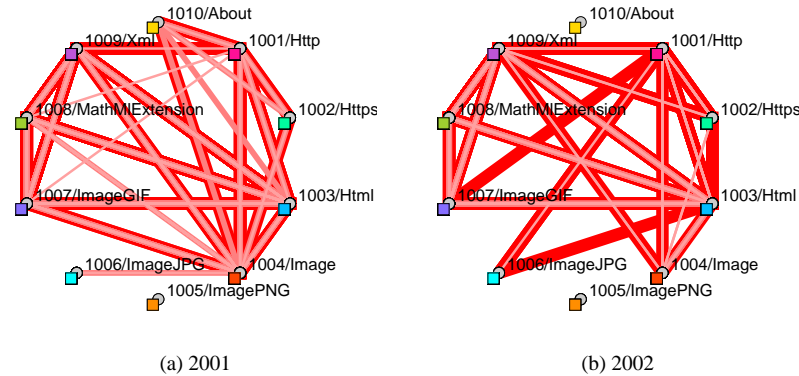 1010/About
1009/Xml
1001/Http
1008/MathMlExtension
1002/Https
1007/ImageGIF
1003/Html
1006/ImageJPG
1004/Image
1005/ImagePNG
(a) 2001
1010/About
1009/Xml
1001/Http
1008/MathMlExtension
1002/Https
1007/ImageGIF
1003/Html
1006/ImageJPG
1004/Image
1005/ImagePNG
(b) 2002